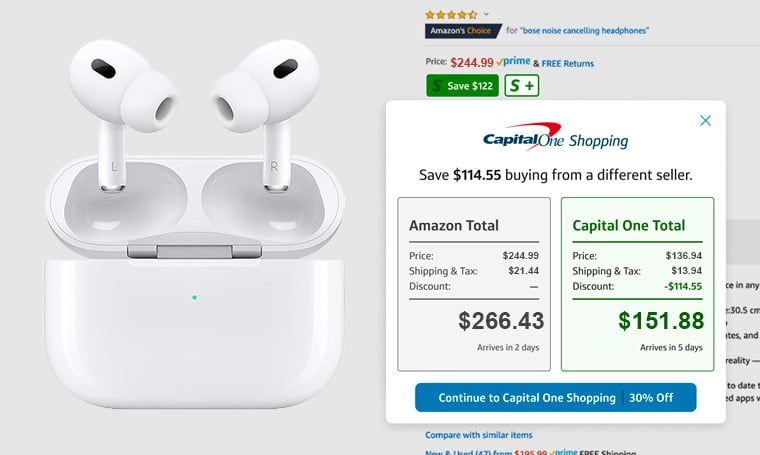 Amazon's Choice for "bose noise cancelling headphones"
Price: $244.99 prime & FREE Returns
S Save $122 S +
CapitalOne Shopping
Save $114.55 buying from a different seller.
Amazon Total
Price: $244.99
Shipping & Tax: $21.44
Discount: —
$266.43
Arrives in 2 days
Capital One Total
Price: $136.94
Shipping & Tax: $13.94
Discount: -$114.55
$151.88
Arrives in 5 days
Continue to Capital One Shopping | 30% Off
ce in any
:30.5 cm
tes, and
reality —
to date t
ed apps
Compare with similar items
New & Used (47) from $195.99 prime FREE Shipping
L
R